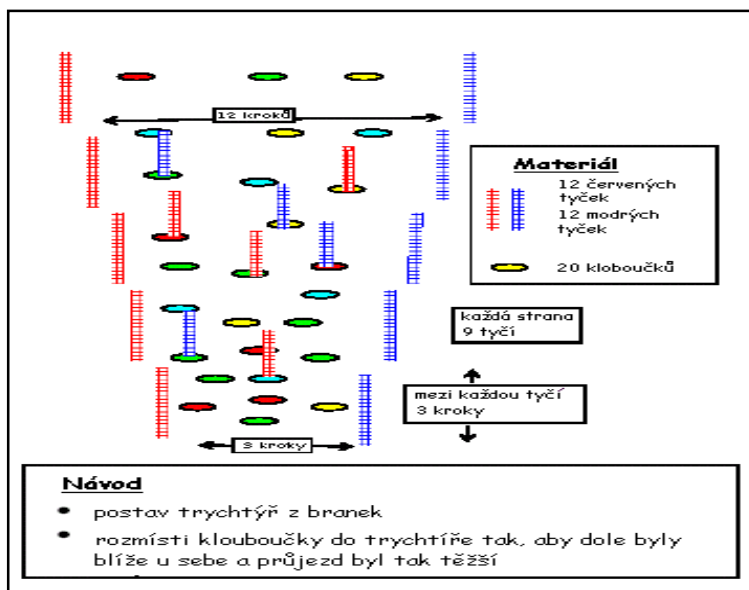 12 kroků
Materiál
12 červených
tyček
12 modrých
tyček
20 kloboučků
každá strana
9 tyčí
mezi každou tyčí
3 kroky
3 kroky
Návod
• postav trychtýř z branek
• rozmísti klouboučky do trychtíře tak, aby dole byly
blíže u sebe a průjezd byl tak těžší